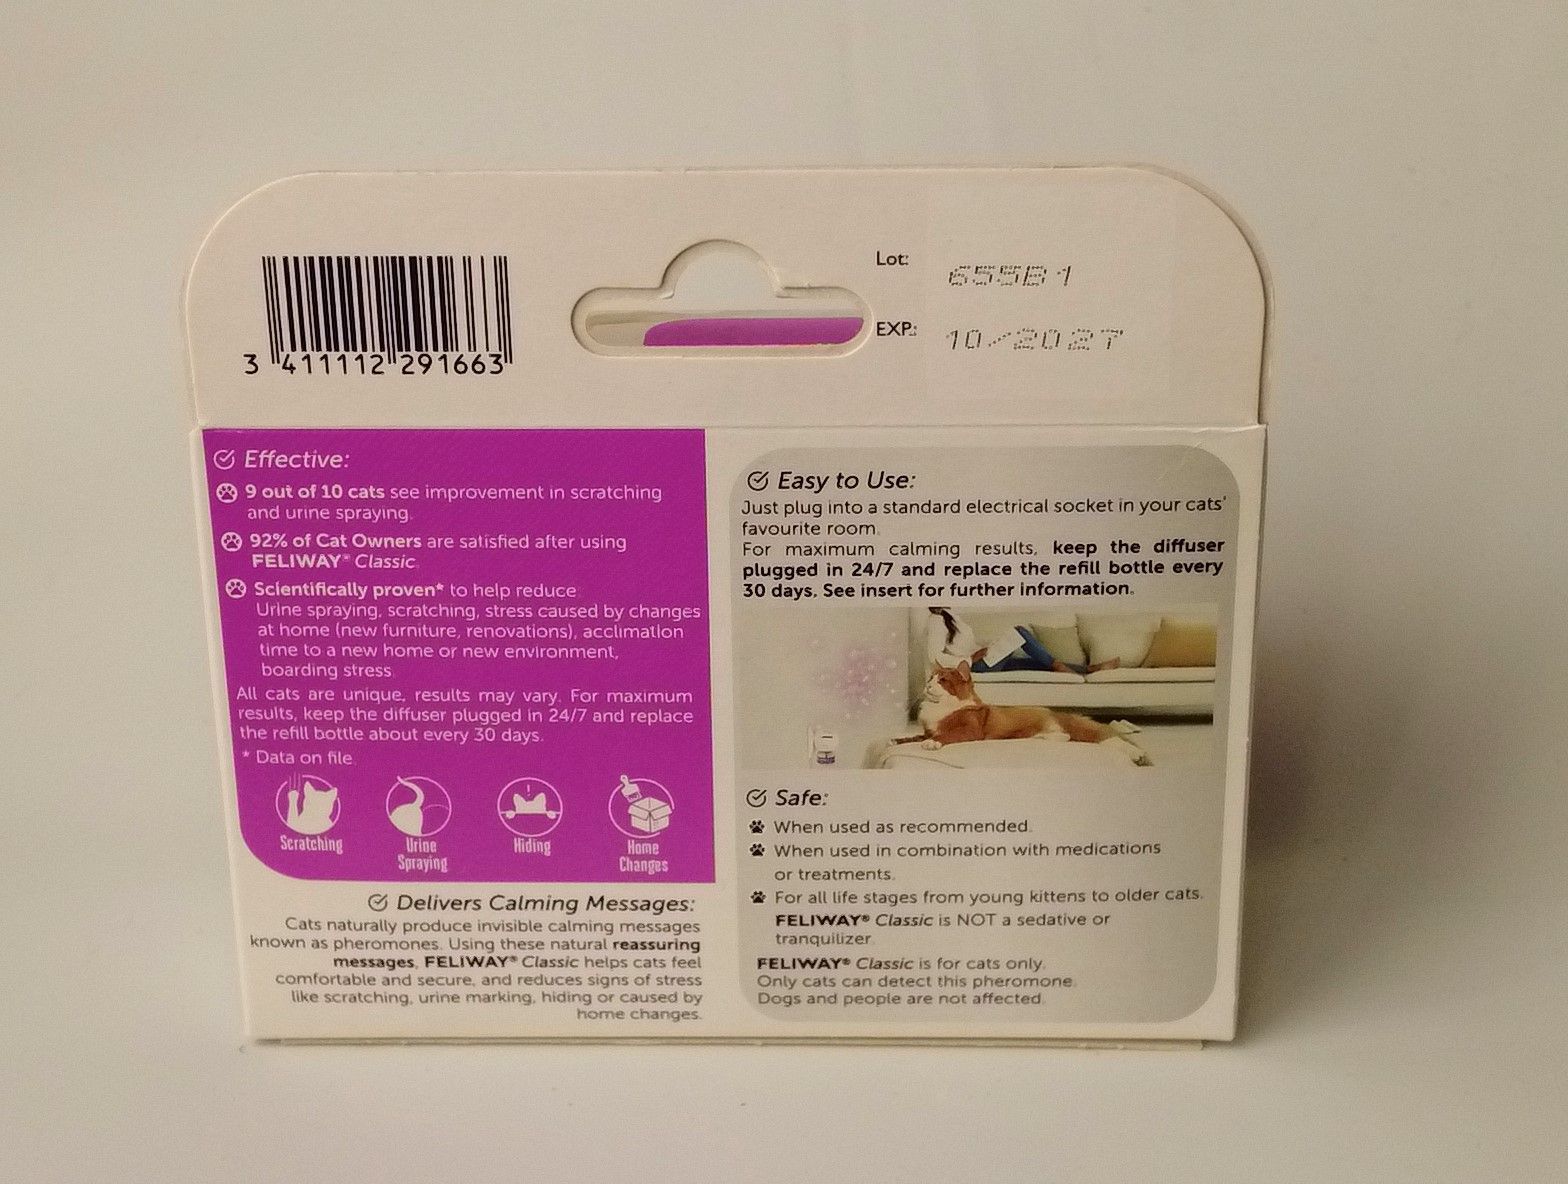 3 411112 291663
Lot: 655B1
EXP: 10/2027
Effective:
9 out of 10 cats see improvement in scratching
and urine spraying.
92% of Cat Owners are satisfied after using
FELIWAY® Classic.
Scientifically proven* to help reduce
Urine spraying, scratching, stress caused by changes
at home (new furniture, renovations), acclimation
time to a new home or new environment,
boarding stress.
All cats are unique, results may vary. For maximum
results, keep the diffuser plugged in 24/7 and replace
the refill bottle about every 30 days.
* Data on file.
Scratching
Urine
Spraying
Hiding
Home
Changes
Delivers Calming Messages:
Cats naturally produce invisible calming messages
known as pheromones. Using these natural reassuring
messages, FELIWAY® Classic helps cats feel
comfortable and secure, and reduces signs of stress
like scratching, urine marking, hiding or caused by
home changes.
Easy to Use:
Just plug into a standard electrical socket in your cats'
favourite room.
For maximum calming results, keep the diffuser
plugged in 24/7 and replace the refill bottle every
30 days. See insert for further information.
Safe:
When used as recommended.
When used in combination with medications
or treatments.
For all life stages from young kittens to older cats.
FELIWAY® Classic is NOT a sedative or
tranquilizer.
FELIWAY® Classic is for cats only.
Only cats can detect this pheromone.
Dogs and people are not affected.